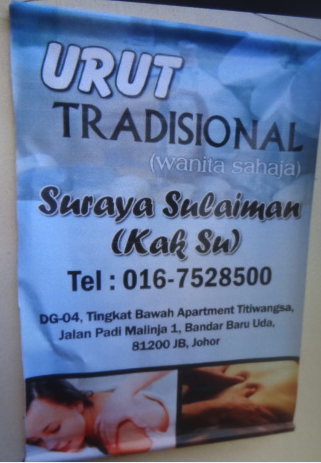 URUT
TRADISIONAL
(wanita sahaja)
Suraya Sulaiman
(Kak Su)
Tel : 016-7528500
DG-04, Tingkat Bawah Apartment Titiwangsa,
Jalan Padi Malinja 1, Bandar Baru Uda,
81200 JB, Johor